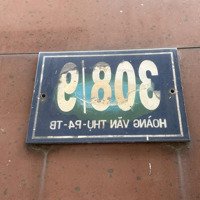 308/9
HOÀNG VĂN THỤ-P4-TB